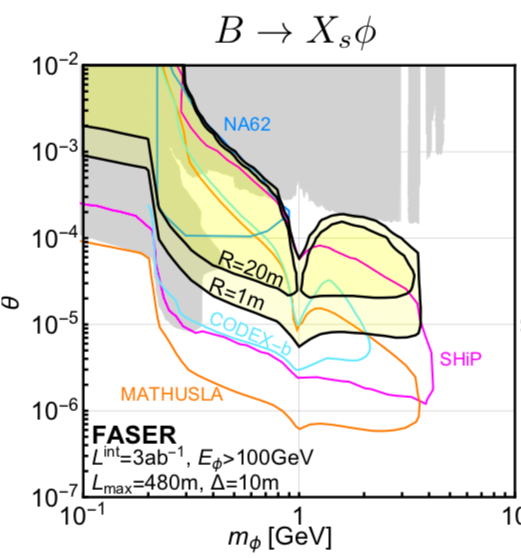 B → X_sϕ
10⁻²
NA62
10⁻³
10⁻⁴
R=20m
R=1m
θ
10⁻⁵
CODEX-b
SHiP
MATHUSLA
10⁻⁶
FASER
L^int=3ab⁻¹, E_ϕ>100GeV
L_max=480m, Δ=10m
10⁻⁷
10⁻¹ 1 10
m_ϕ [GeV]